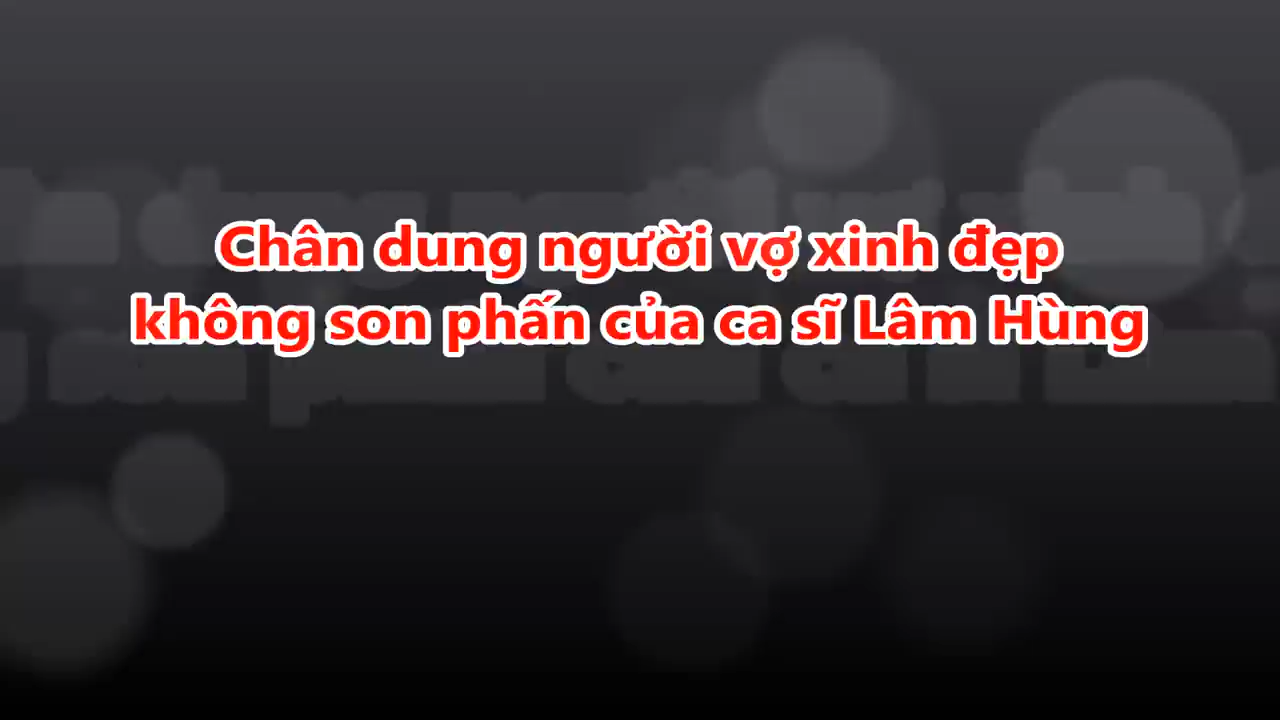 Chân dung người vợ xinh đẹp
không son phấn của ca sĩ Lâm Hùng